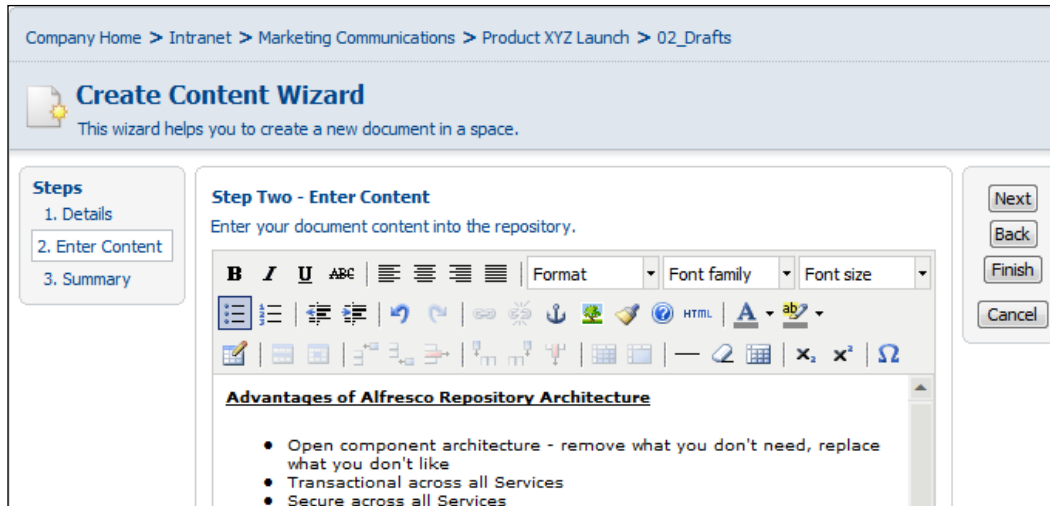 Company Home > Intranet > Marketing Communications > Product XYZ Launch > 02_Drafts
Create Content Wizard
This wizard helps you to create a new document in a space.
Steps
1. Details
2. Enter Content
3. Summary
Step Two - Enter Content
Enter your document content into the repository.
B I U ABC Format Font family Font size
HTML A ab
x₂ x² Ω
Advantages of Alfresco Repository Architecture
• Open component architecture - remove what you don't need, replace
what you don't like
• Transactional across all Services
• Secure across all Services
Next
Back
Finish
Cancel